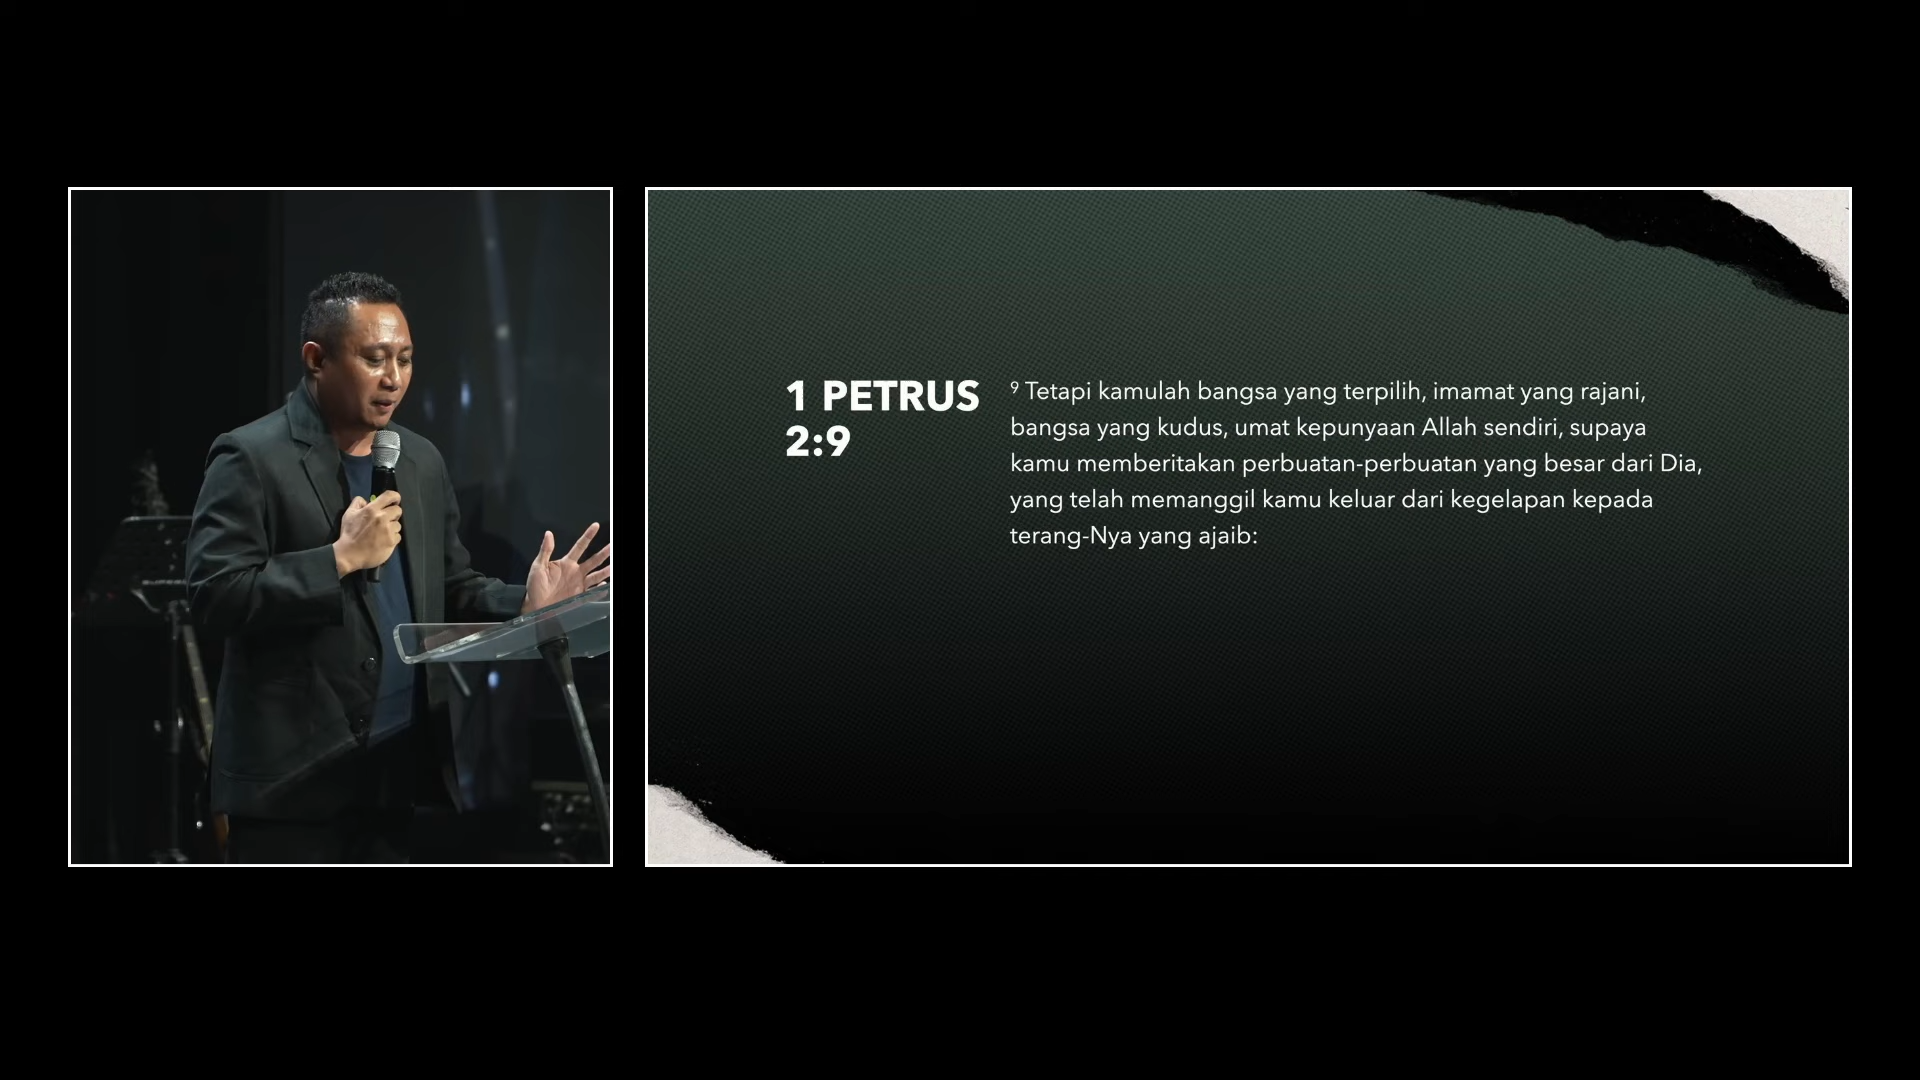 1 PETRUS
2:9
⁹ Tetapi kamulah bangsa yang terpilih, imamat yang rajani,
bangsa yang kudus, umat kepunyaan Allah sendiri, supaya
kamu memberitakan perbuatan-perbuatan yang besar dari Dia,
yang telah memanggil kamu keluar dari kegelapan kepada
terang-Nya yang ajaib: